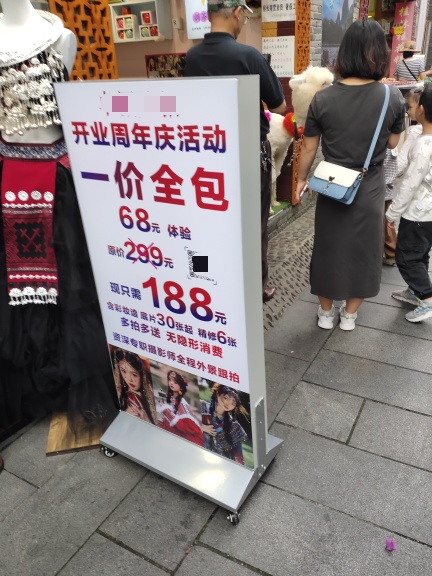 开业周年庆活动
一价全包
68元 体验
原价299元
现只需188元
含彩妆造 底片30张起 精修6张
多拍多送 无隐形消费
资深专职摄影师全程外景跟拍